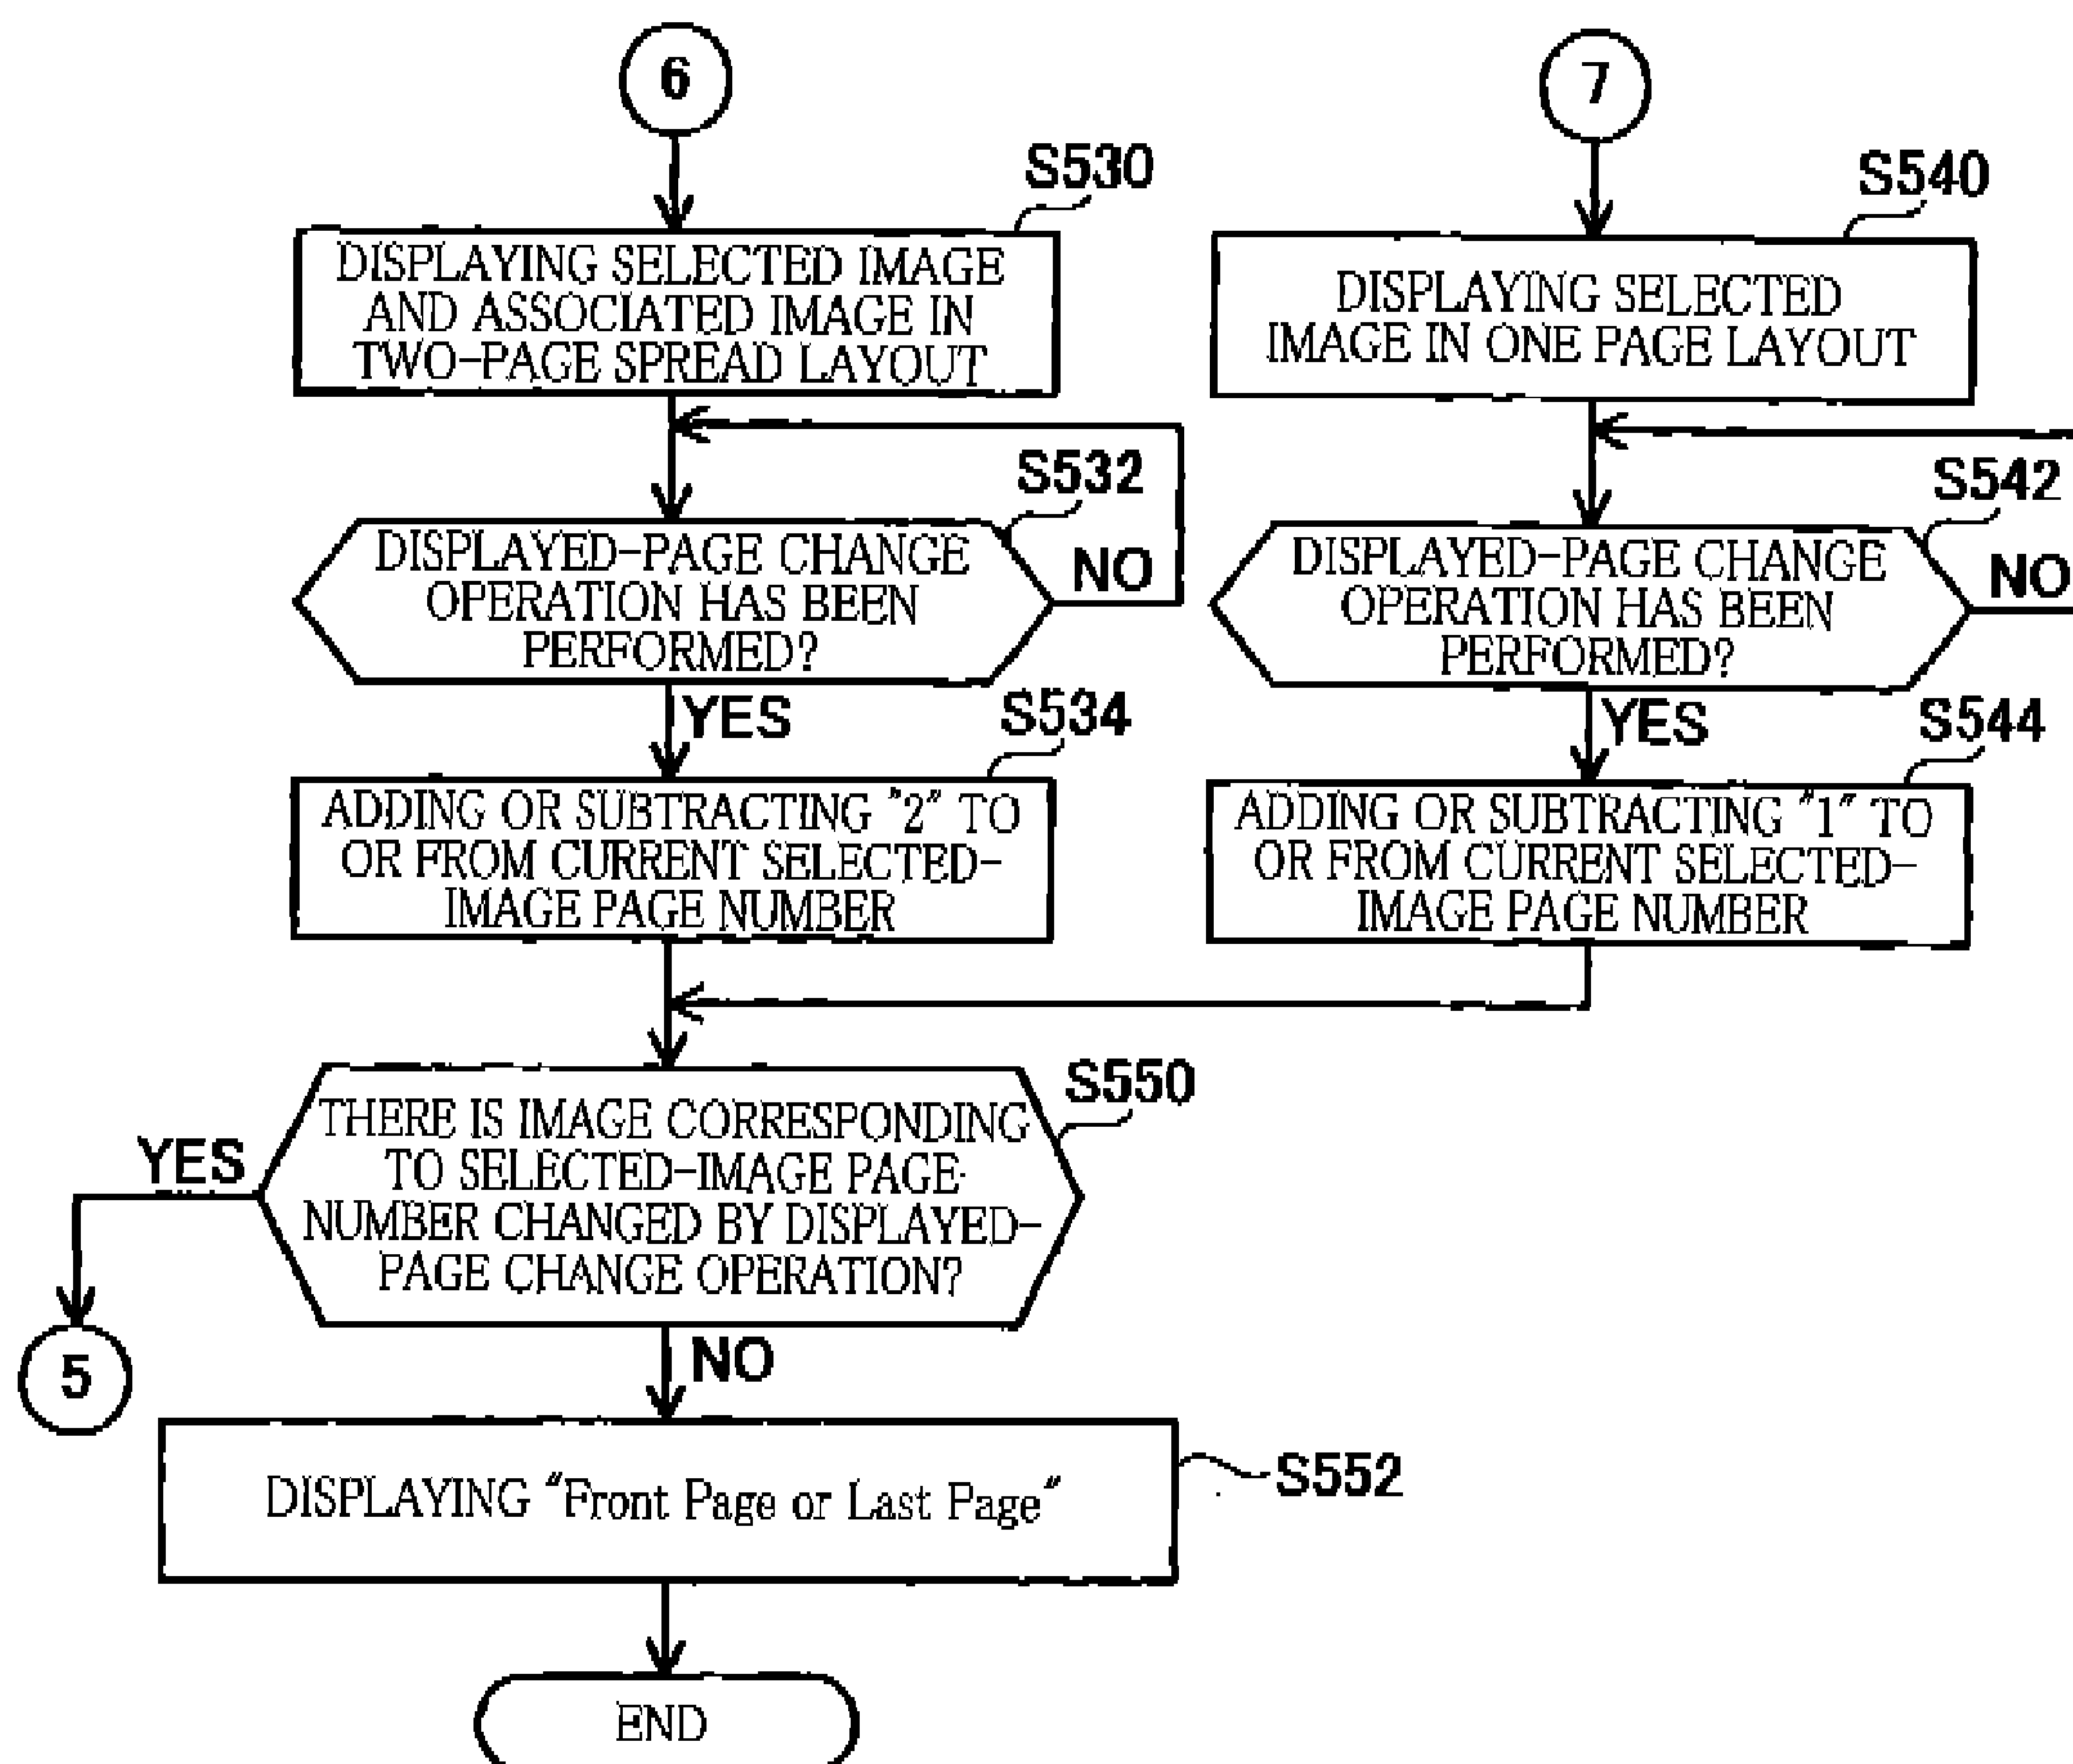 6
S530
DISPLAYING SELECTED IMAGE
AND ASSOCIATED IMAGE IN
TWO-PAGE SPREAD LAYOUT
S532
DISPLAYED-PAGE CHANGE
OPERATION HAS BEEN
PERFORMED?
NO
YES
S534
ADDING OR SUBTRACTING "2" TO
OR FROM CURRENT SELECTED-
IMAGE PAGE NUMBER
7
S540
DISPLAYING SELECTED
IMAGE IN ONE PAGE LAYOUT
S542
DISPLAYED-PAGE CHANGE
OPERATION HAS BEEN
PERFORMED?
NO
YES
S544
ADDING OR SUBTRACTING "1" TO
OR FROM CURRENT SELECTED-
IMAGE PAGE NUMBER
S550
THERE IS IMAGE CORRESPONDING
TO SELECTED-IMAGE PAGE-
NUMBER CHANGED BY DISPLAYED-
PAGE CHANGE OPERATION?
YES
5
NO
S552
DISPLAYING "Front Page or Last Page"
END